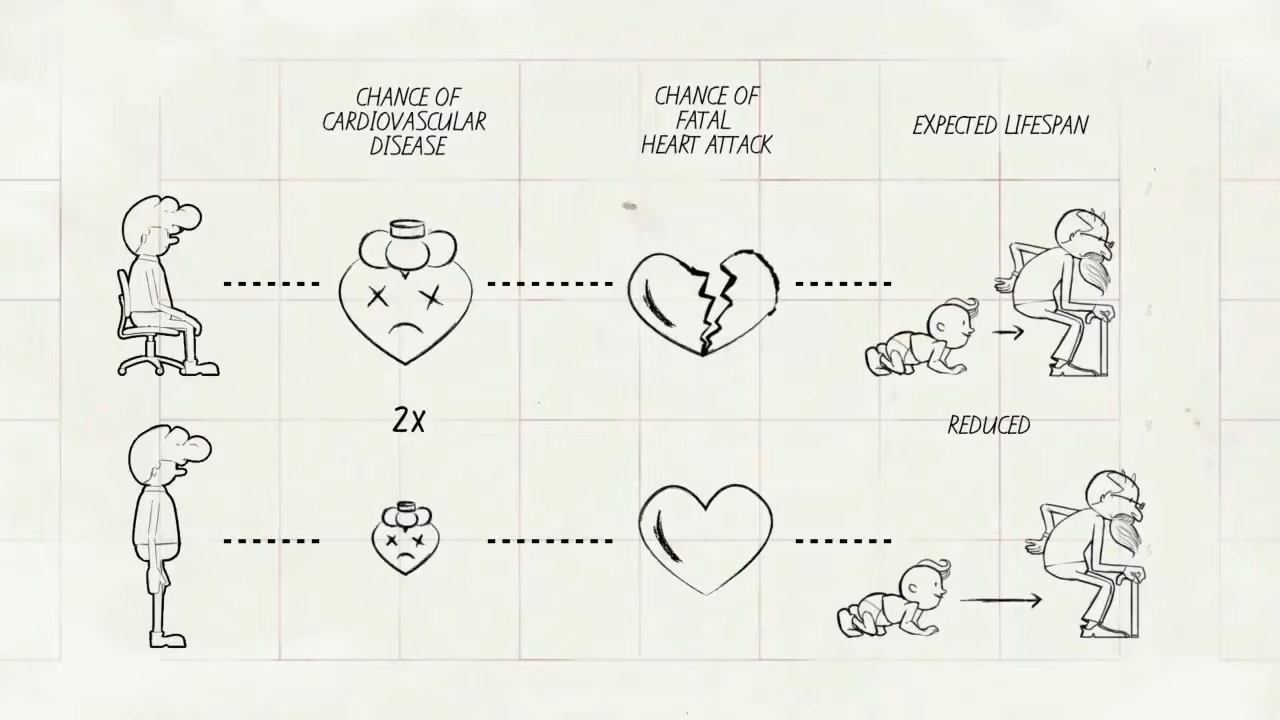 CHANCE OF
CARDIOVASCULAR
DISEASE
CHANCE OF
FATAL
HEART ATTACK
EXPECTED LIFESPAN
2X
REDUCED